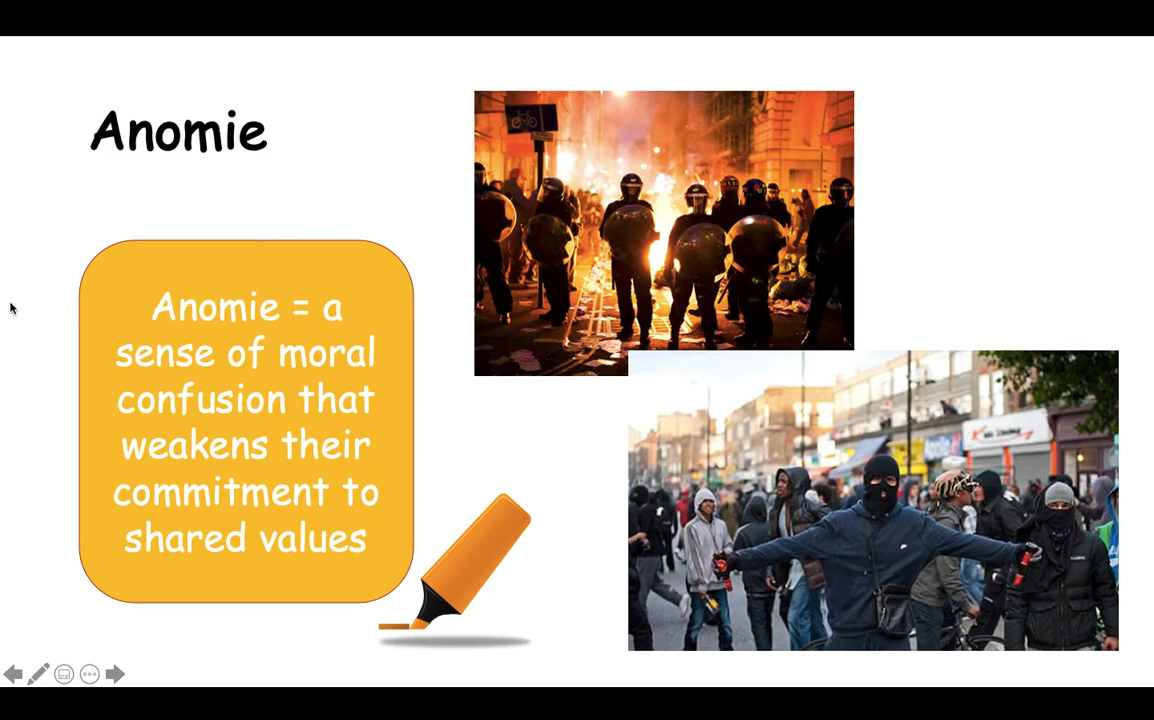 Anomie
Anomie = a
sense of moral
confusion that
weakens their
commitment to
shared values